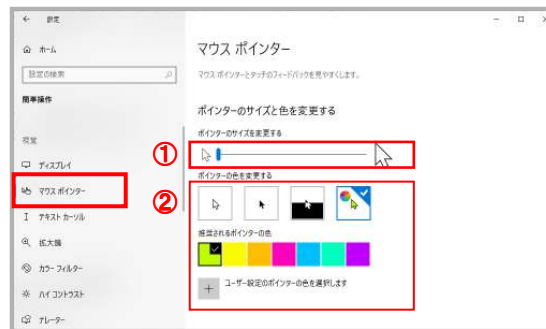 ← 設定
ホーム
設定の検索
簡単操作
視覚
ディスプレイ
マウス ポインター
テキスト カーソル
拡大鏡
カラー フィルター
ハイ コントラスト
ナレーター
マウス ポインター
マウス ポインターとタッチのフィードバックを見やすくします。
ポインターのサイズと色を変更する
ポインターのサイズを変更する
①
ポインターの色を変更する
②
推奨されるポインターの色
ユーザー設定のポインターの色を選択します